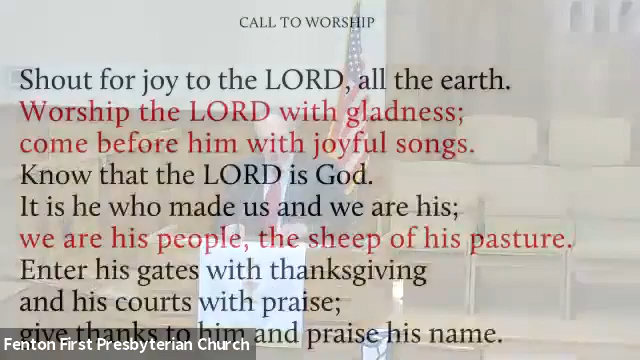 CALL TO WORSHIP
Shout for joy to the LORD, all the earth.
Worship the LORD with gladness;
come before him with joyful songs.
Know that the LORD is God.
It is he who made us and we are his;
we are his people, the sheep of his pasture.
Enter his gates with thanksgiving
and his courts with praise;
give thanks to him and praise his name.
Fenton First Presbyterian Church